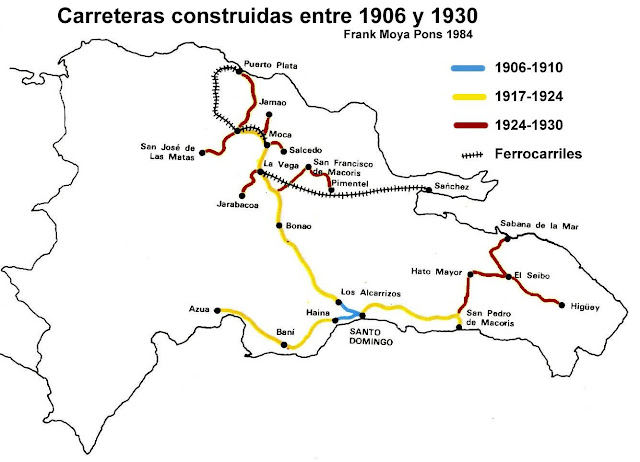 Carreteras construidas entre 1906 y 1930
Frank Moya Pons 1984
1906-1910
1917-1924
1924-1930
Ferrocarriles
Puerto Plata
Jamao
Moca
San José de
Las Matas
Salcedo
La Vega
San Francisco
de Macoris
Pimentel
Sánchez
Jarabacoa
Bonao
Sabana de la Mar
Hato Mayor
El Seibo
Higüey
Los Alcarrizos
Azua
Haina
San Pedro
de Macoris
Baní
SANTO
DOMINGO